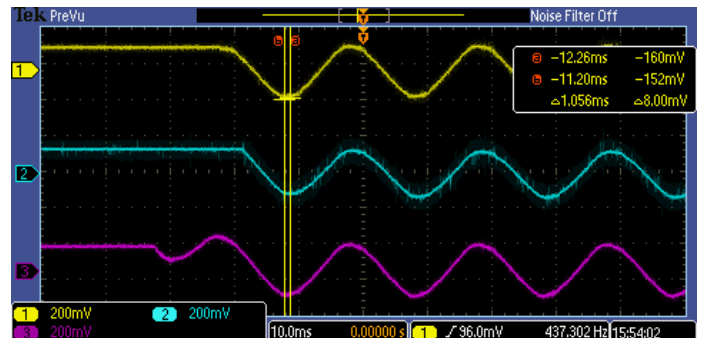 Tek PreVu Noise Filter Off
T
b a T
a -12.26ms -160mV
b -11.20ms -152mV
△1.056ms △8.00mV
1
2
3
1 200mV 2 200mV
3 200mV
10.0ms 0.00000 s 1 ∫ 96.0mV 437.302 Hz 15:54:02